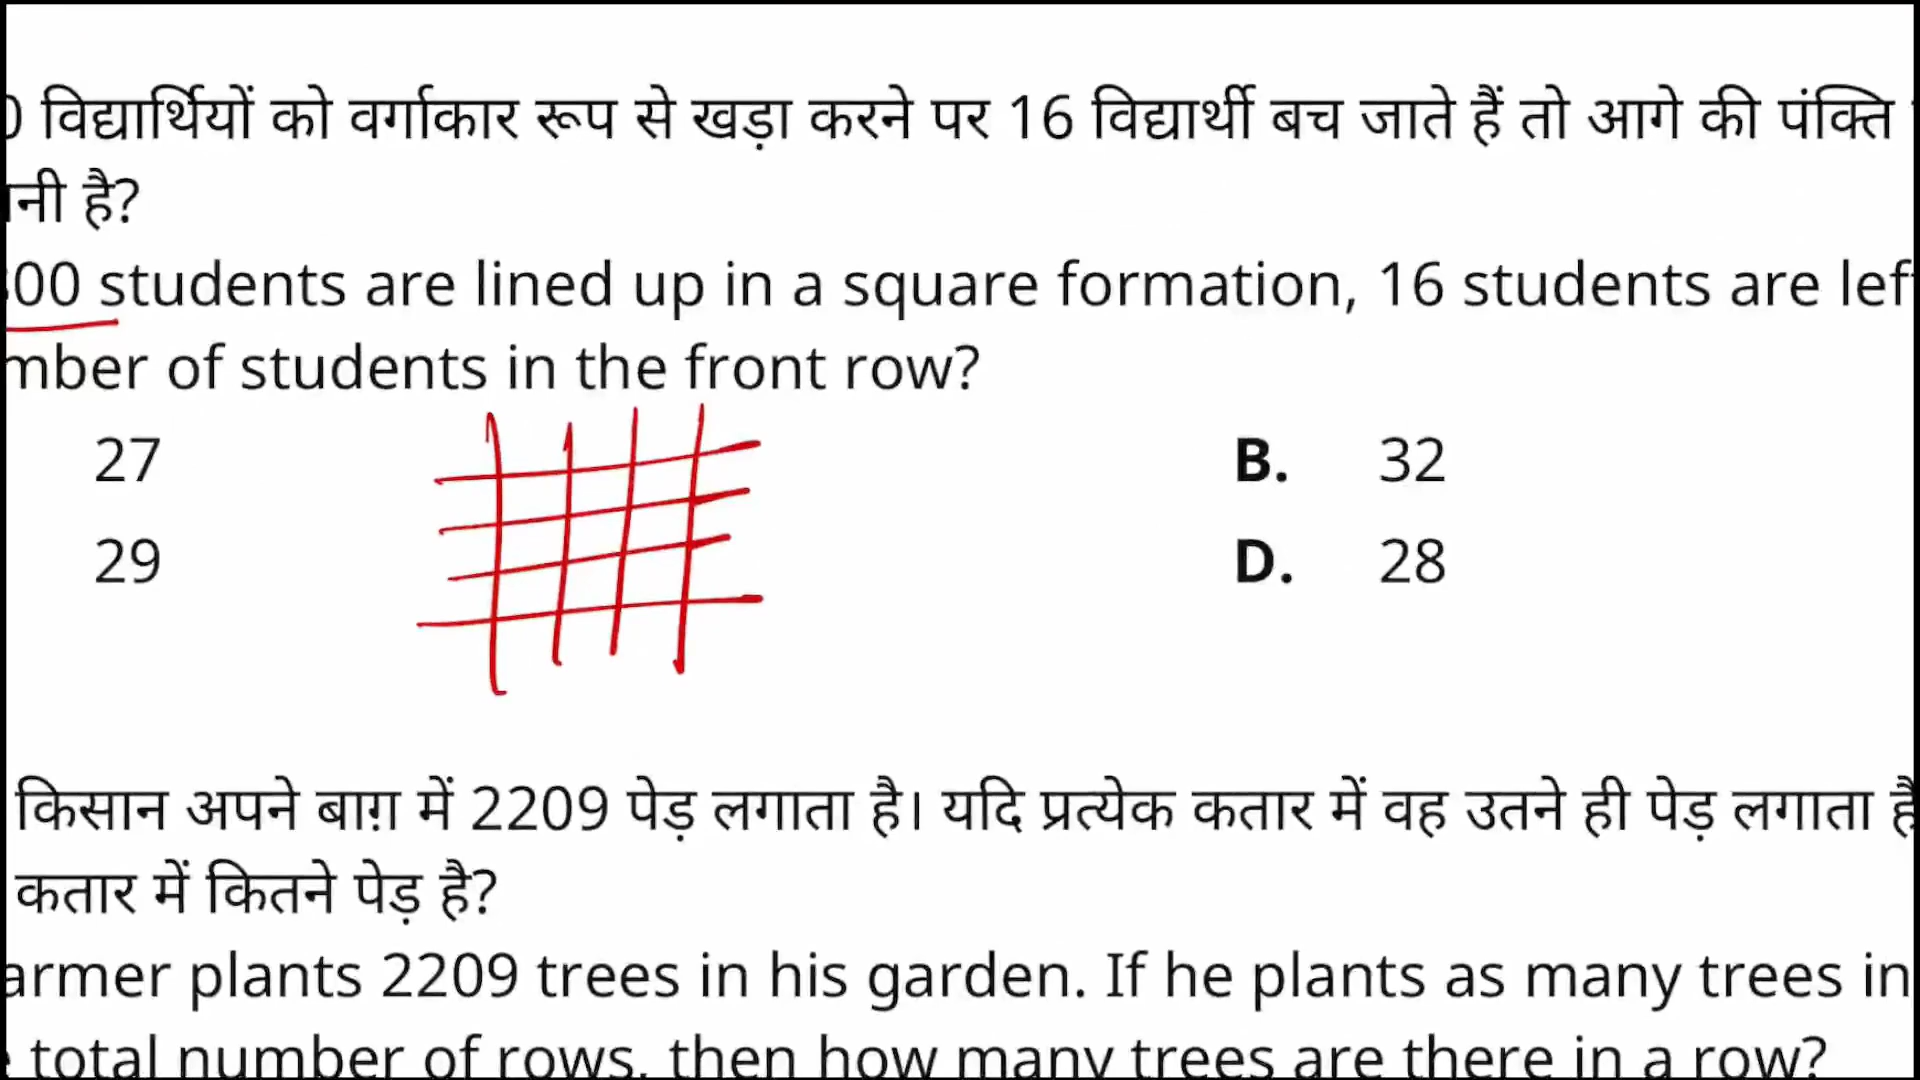 विद्यार्थियों को वर्गाकार रूप से खड़ा करने पर 16 विद्यार्थी बच जाते हैं तो आगे की पंक्ति
नी है?
00 students are lined up in a square formation, 16 students are lef
mber of students in the front row?
27 B. 32
29 D. 28
किसान अपने बाग़ में 2209 पेड़ लगाता है। यदि प्रत्येक कतार में वह उतने ही पेड़ लगाता है
कतार में कितने पेड़ है?
armer plants 2209 trees in his garden. If he plants as many trees in
total number of rows, then how many trees are there in a row?